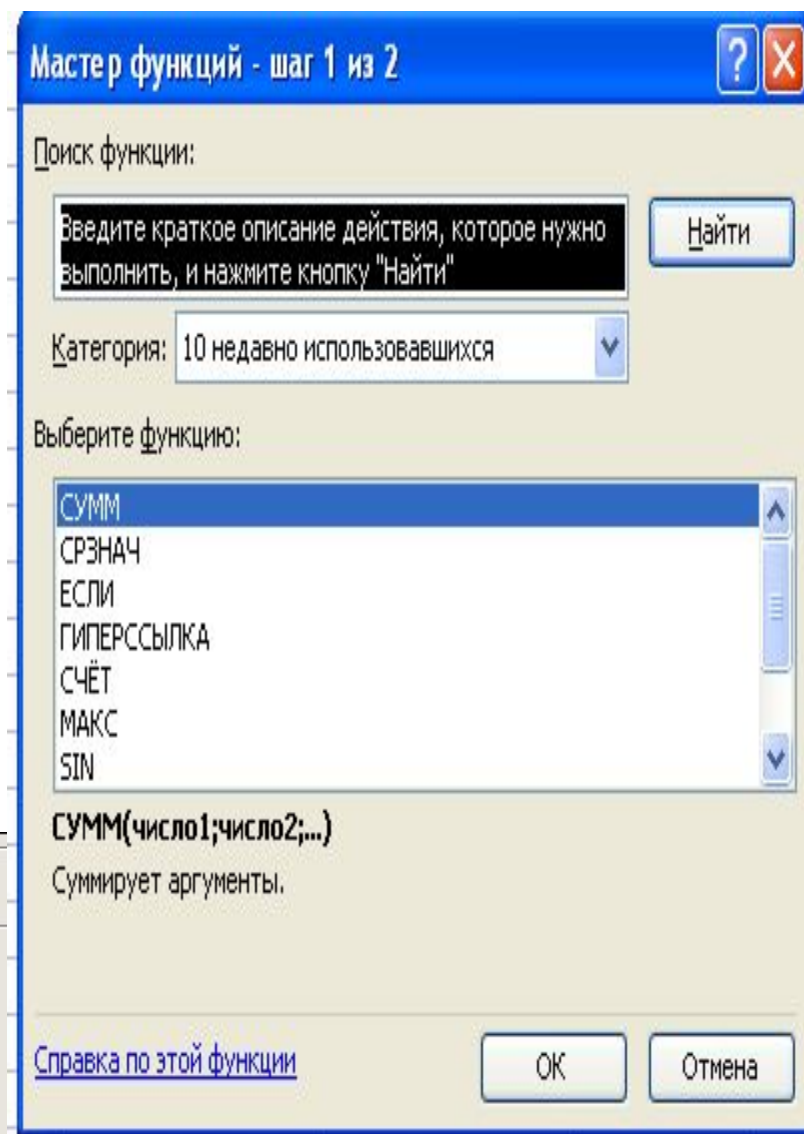 Мастер функций - шаг 1 из 2
Поиск функции:
Введите краткое описание действия, которое нужно
выполнить, и нажмите кнопку "Найти"
Найти
Категория: 10 недавно использовавшихся
Выберите функцию:
СУММ
СРЗНАЧ
ЕСЛИ
ГИПЕРССЫЛКА
СЧЁТ
МАКС
SIN
СУММ(число1;число2;...)
Суммирует аргументы.
Справка по этой функции
ОК
Отмена